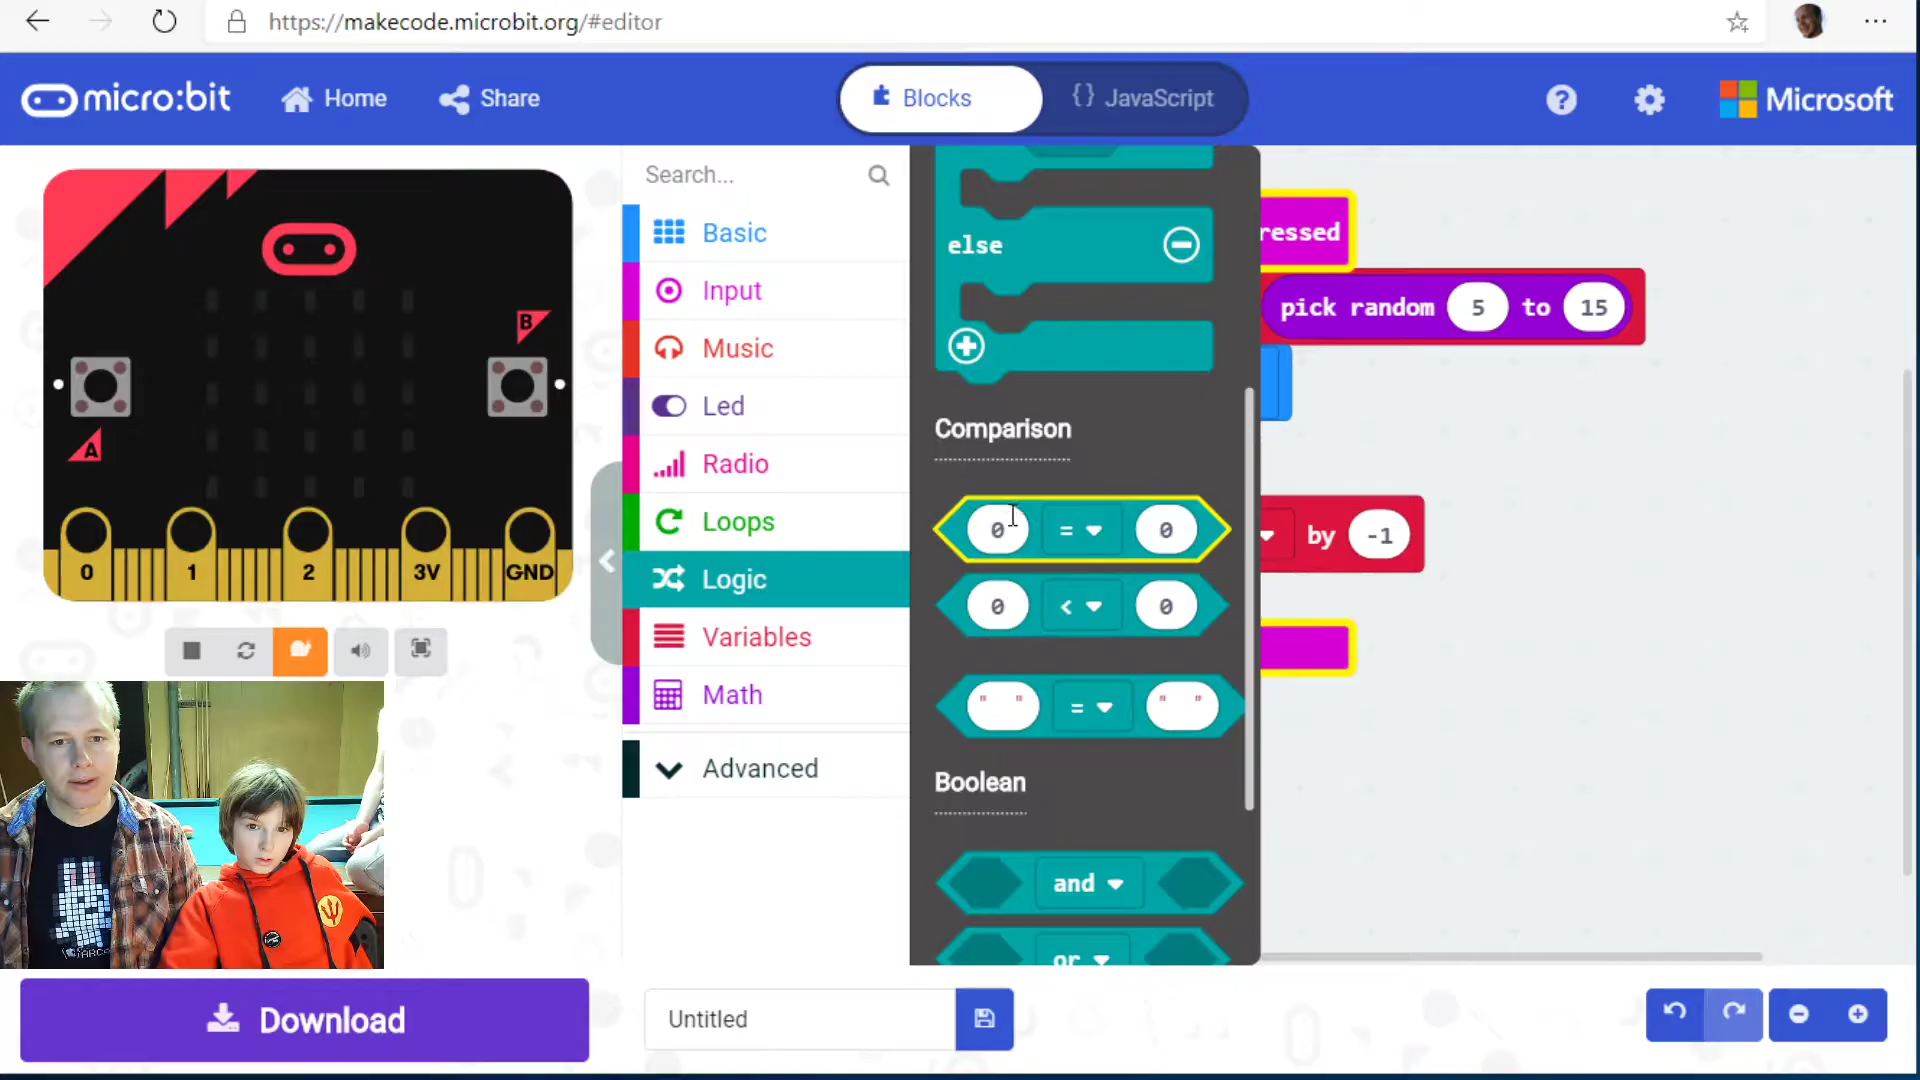 https://makecode.microbit.org/#editor
micro:bit
Home
Share
Blocks
{} JavaScript
Microsoft
Search...
Basic
Input
Music
Led
Radio
Loops
Logic
Variables
Math
Advanced
else
Comparison
0 = 0
0 < 0
" " = " "
Boolean
and
or
ressed
pick random 5 to 15
by -1
A
B
0 1 2 3V GND
Download
Untitled